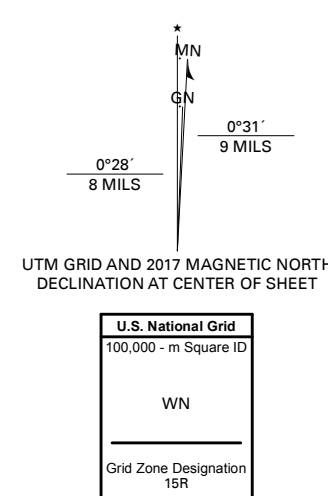 ★
MN
GN
0°31´
9 MILS
0°28´
8 MILS
UTM GRID AND 2017 MAGNETIC NORTH
DECLINATION AT CENTER OF SHEET
U.S. National Grid
100,000 - m Square ID
WN
Grid Zone Designation
15R